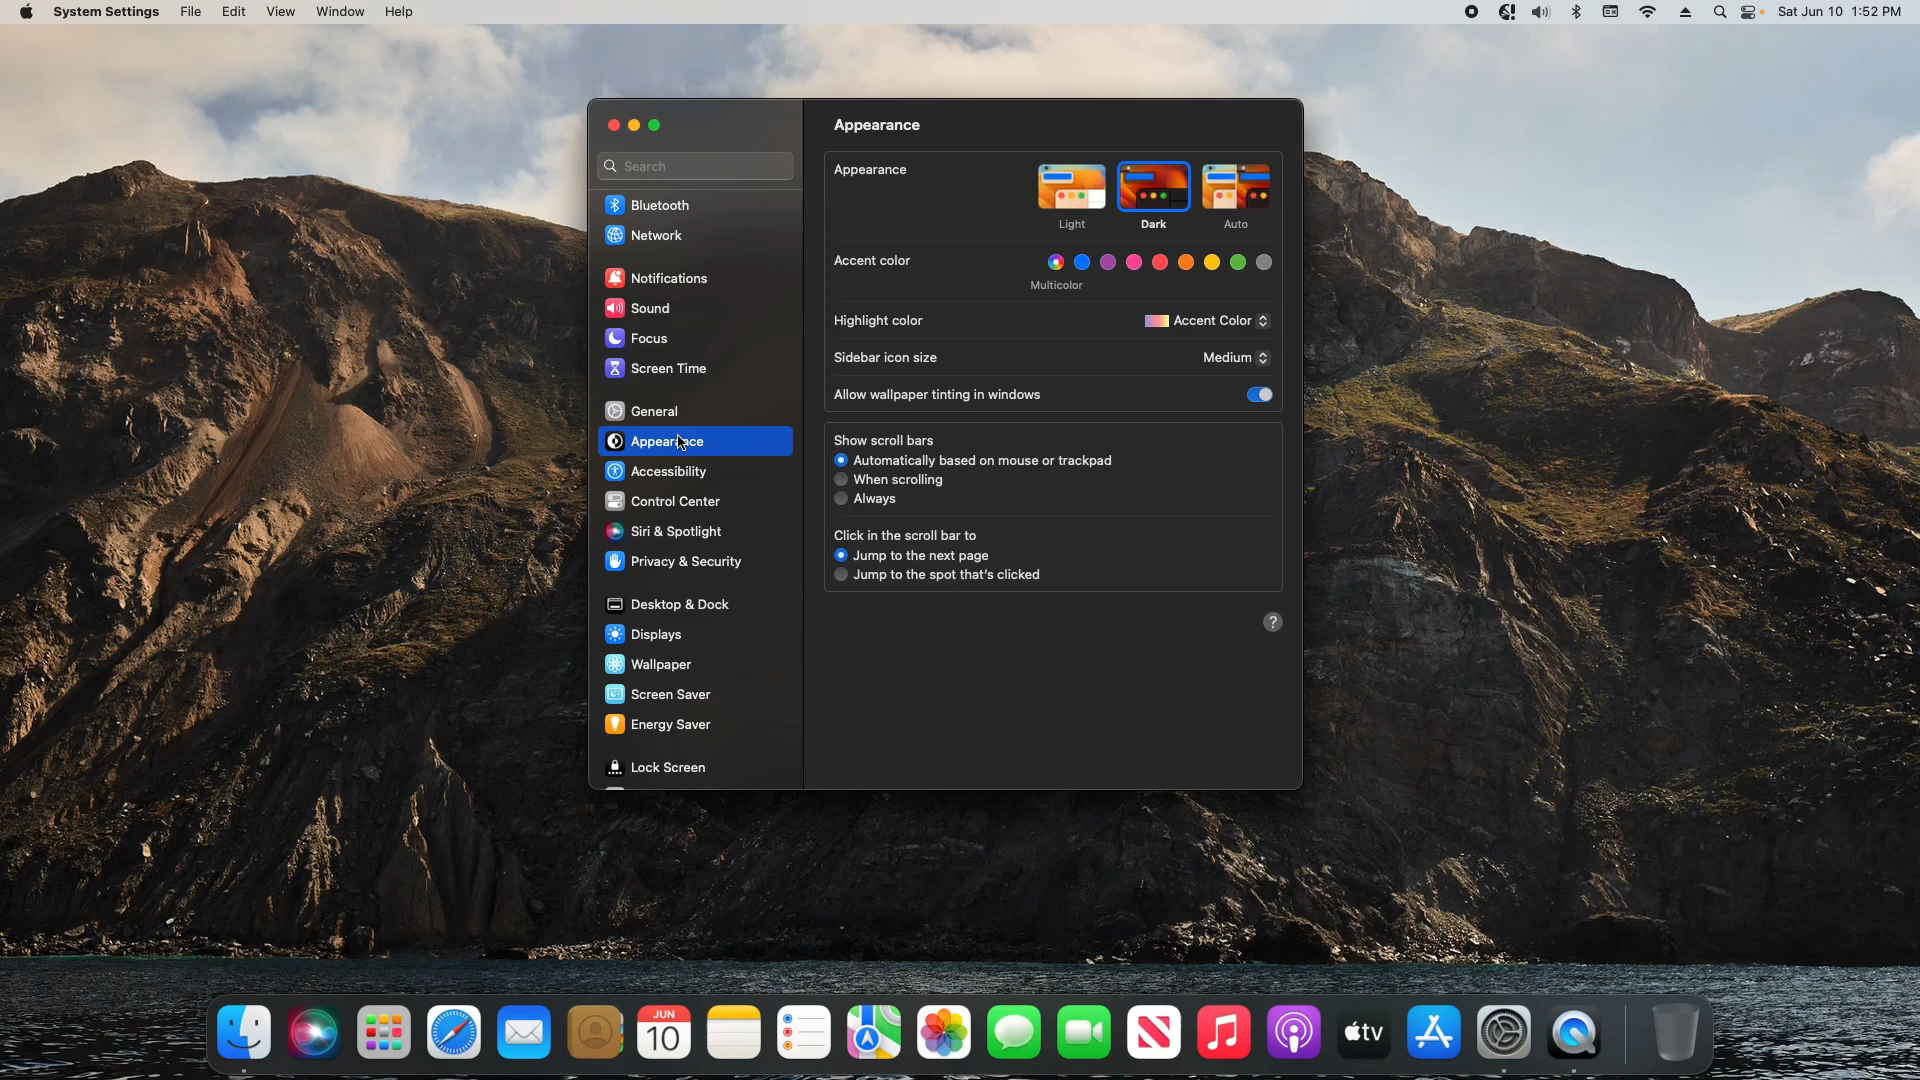 System Settings File Edit View Window Help Sat Jun 10 1:52 PM
Appearance
Search
Bluetooth
Network
Notifications
Sound
Focus
Screen Time
General
Appearance
Accessibility
Control Center
Siri & Spotlight
Privacy & Security
Desktop & Dock
Displays
Wallpaper
Screen Saver
Energy Saver
Lock Screen
Appearance
Light Dark Auto
Accent color
Multicolor
Highlight color Accent Color
Sidebar icon size Medium
Allow wallpaper tinting in windows
Show scroll bars
Automatically based on mouse or trackpad
When scrolling
Always
Click in the scroll bar to
Jump to the next page
Jump to the spot that's clicked
?
JUN
10
tv